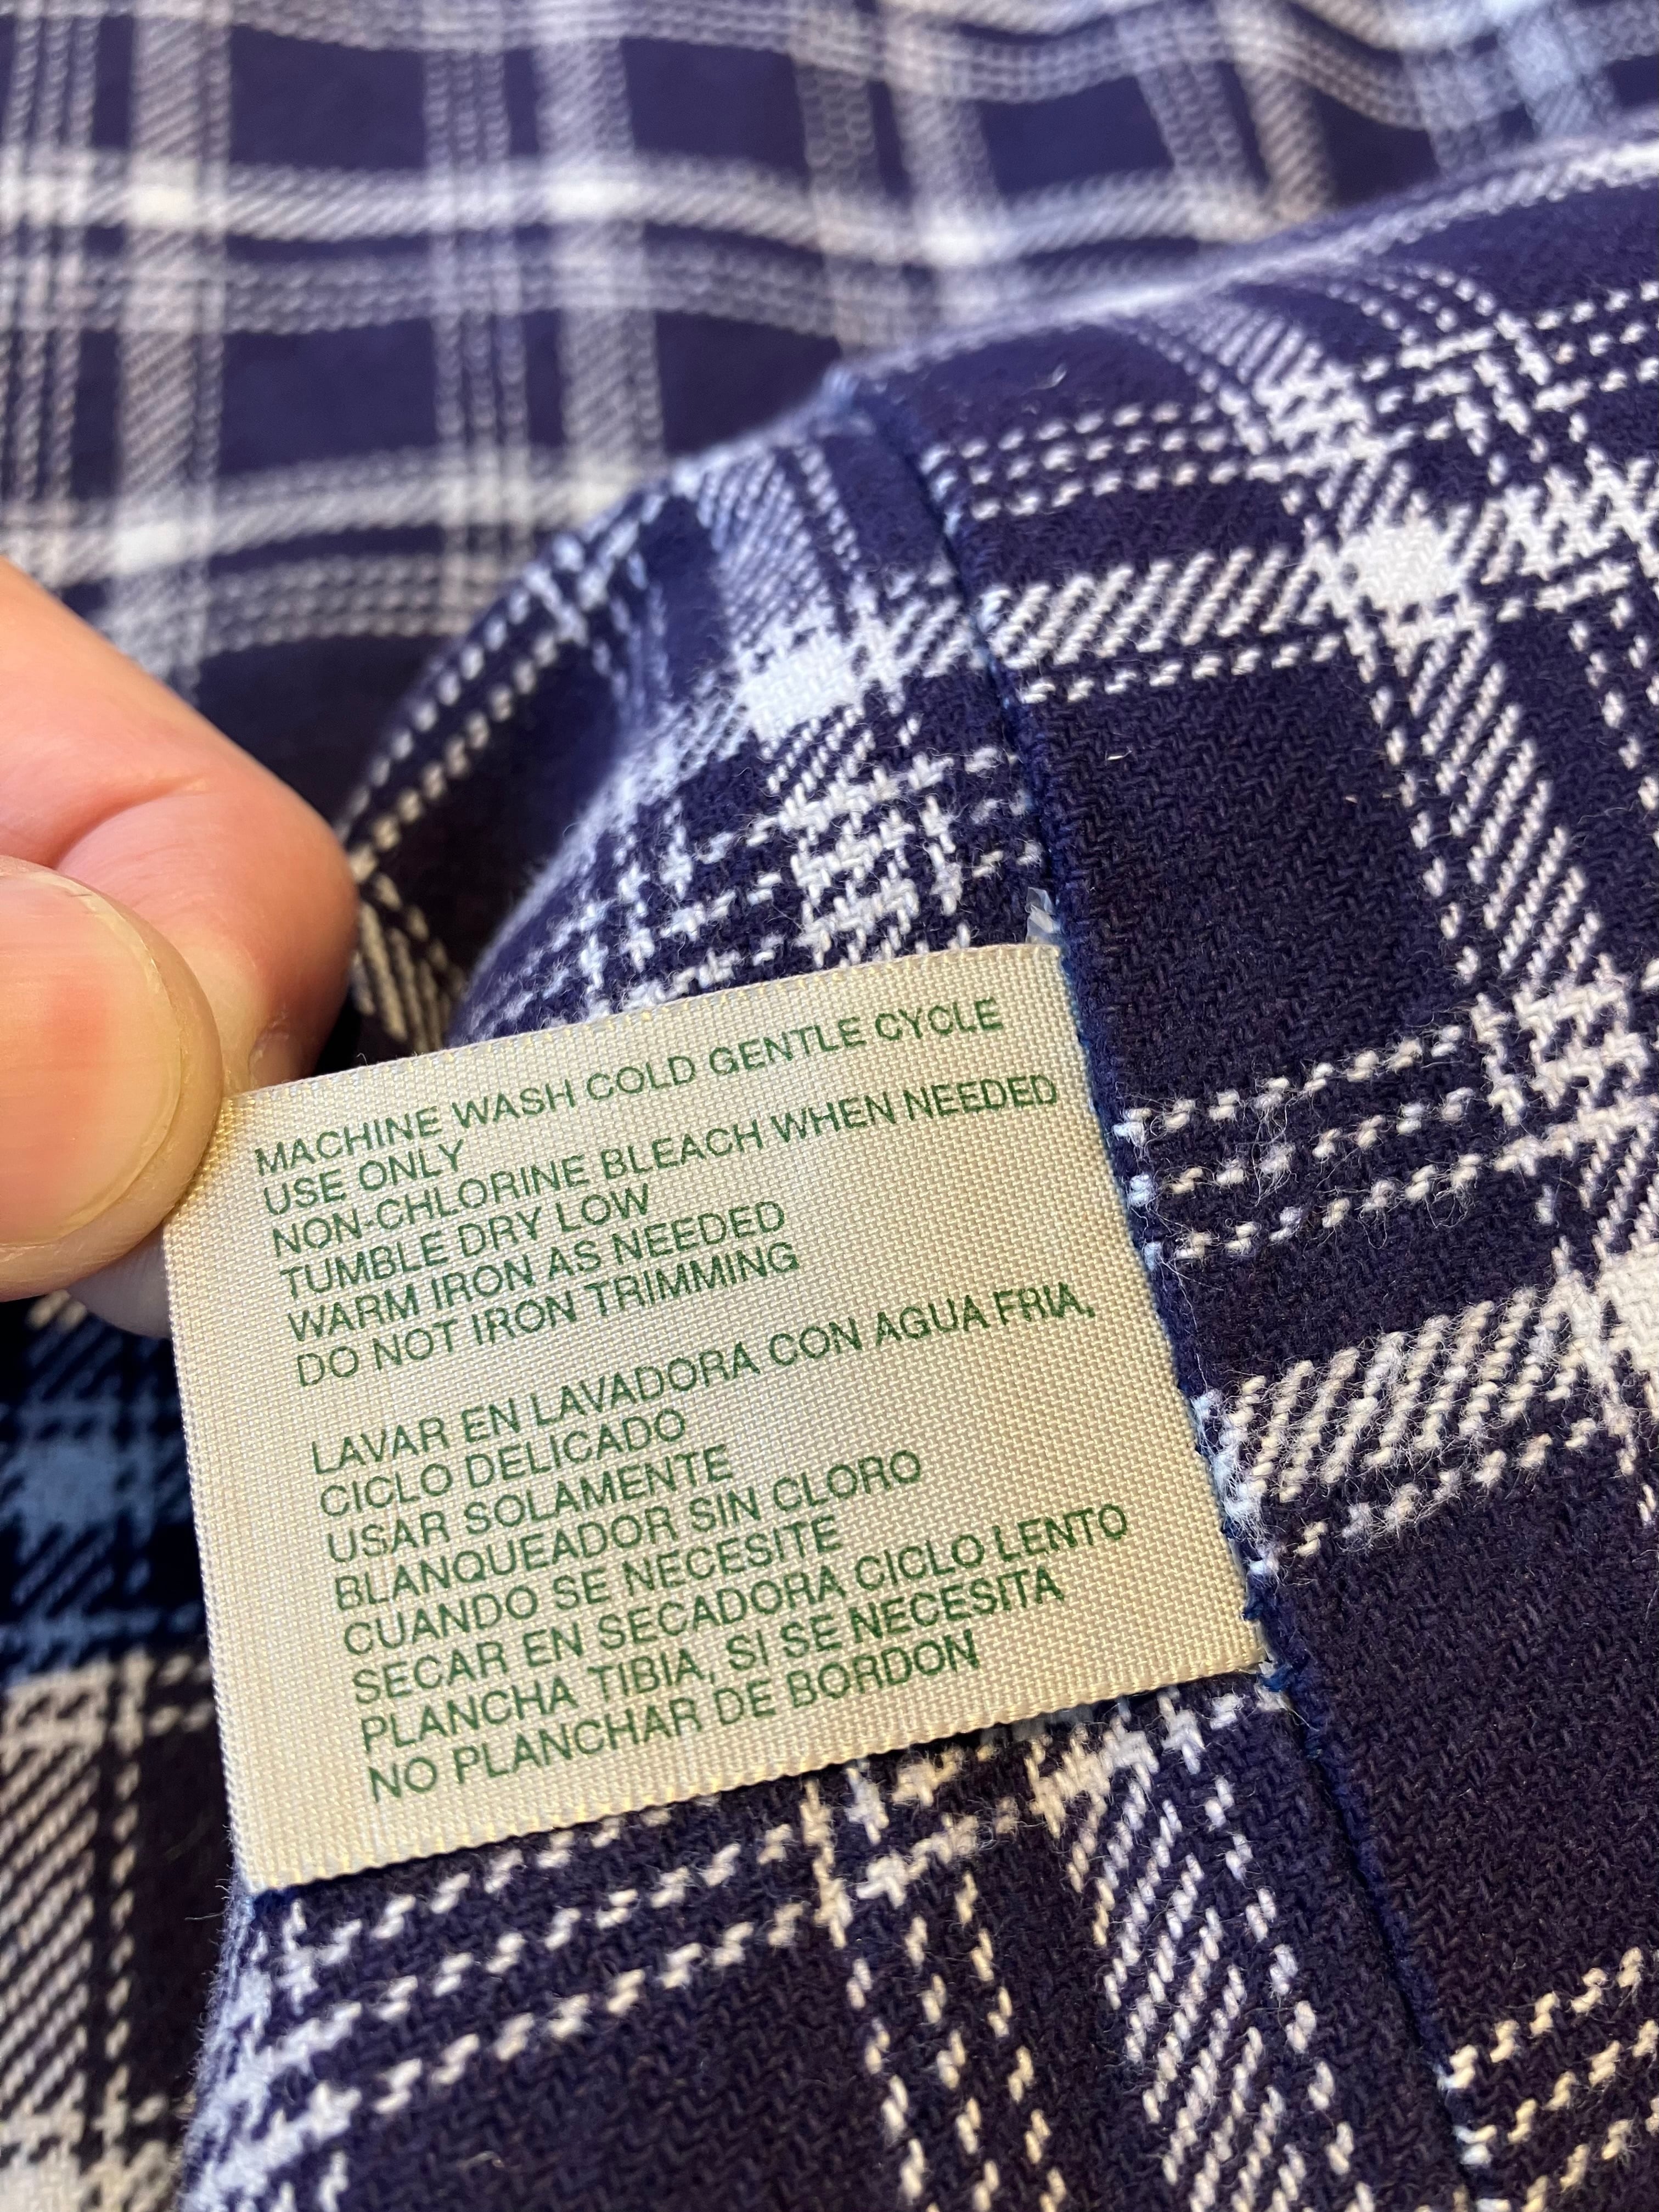 MACHINE WASH COLD GENTLE CYCLE
USE ONLY
NON-CHLORINE BLEACH WHEN NEEDED
TUMBLE DRY LOW
WARM IRON AS NEEDED
DO NOT IRON TRIMMING
LAVAR EN LAVADORA CON AGUA FRIA,
CICLO DELICADO
USAR SOLAMENTE
BLANQUEADOR SIN CLORO
CUANDO SE NECESITE
SECAR EN SECADORA CICLO LENTO
PLANCHA TIBIA, SI SE NECESITA
NO PLANCHAR DE BORDON